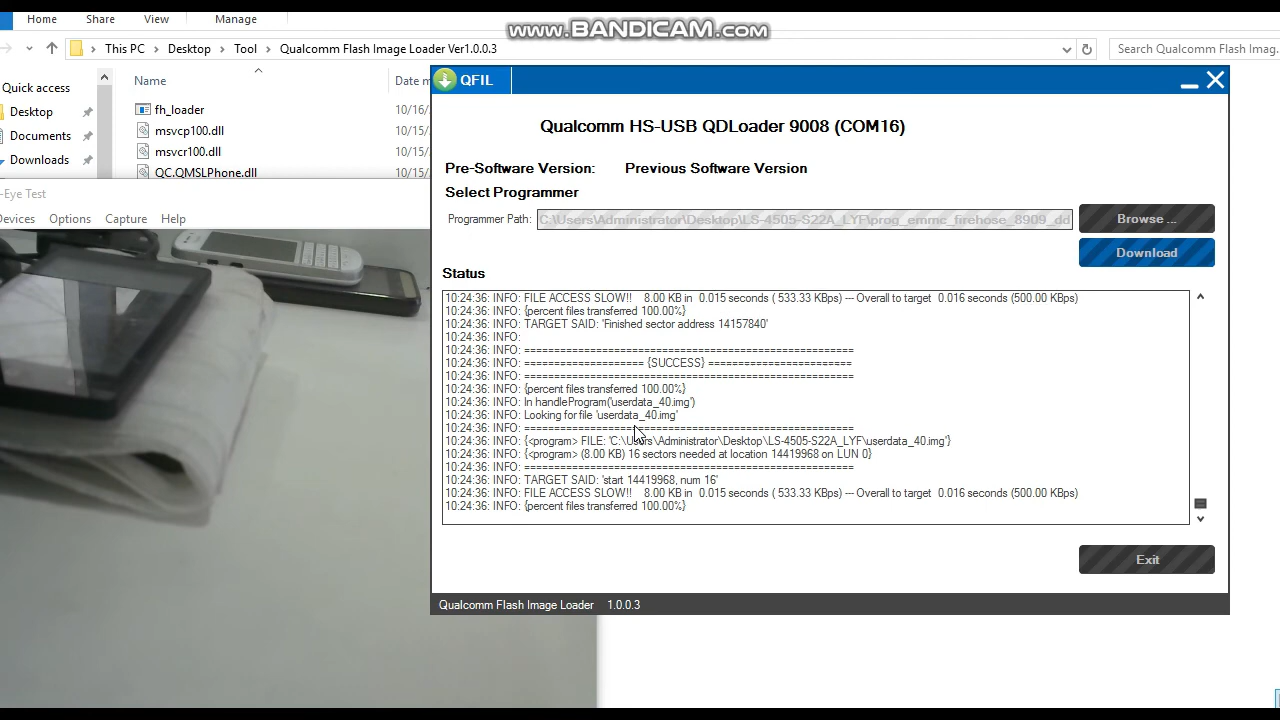 Home Share View Manage
www.BANDICAM.com
This PC Desktop Tool Qualcomm Flash Image Loader Ver1.0.0.3
Search Qualcomm Flash Imag.
Quick access
Desktop
Documents
Downloads
Name
Date m
fh_loader 10/16/
msvcp100.dll 10/15/
msvcr100.dll 10/15/
QC.QMSLPhone.dll 10/15/
-Eye Test
Devices Options Capture Help
QFIL
Qualcomm HS-USB QDLoader 9008 (COM16)
Pre-Software Version: Previous Software Version
Select Programmer
Programmer Path: C:\Users\Administrator\Desktop\LS-4505-S22A_LYF\prog_emmc_firehose_8909_dd
Browse ...
Download
Status
10:24:36: INFO: FILE ACCESS SLOW!! 8.00 KB in 0.015 seconds ( 533.33 KBps) --- Overall to target 0.016 seconds (500.00 KBps)
10:24:36: INFO: {percent files transferred 100.00%}
10:24:36: INFO: TARGET SAID: 'Finished sector address 14157840'
10:24:36: INFO:
10:24:36: INFO: =======================================================
10:24:36: INFO: ==================== {SUCCESS} ========================
10:24:36: INFO: =======================================================
10:24:36: INFO: {percent files transferred 100.00%}
10:24:36: INFO: In handleProgram('userdata_40.img')
10:24:36: INFO: Looking for file 'userdata_40.img'
10:24:36: INFO: =======================================================
10:24:36: INFO: {<program> FILE: 'C:\Users\Administrator\Desktop\LS-4505-S22A_LYF\userdata_40.img'}
10:24:36: INFO: {<program> (8.00 KB) 16 sectors needed at location 14419968 on LUN 0}
10:24:36: INFO: =======================================================
10:24:36: INFO: TARGET SAID: 'start 14419968, num 16'
10:24:36: INFO: FILE ACCESS SLOW!! 8.00 KB in 0.015 seconds ( 533.33 KBps) --- Overall to target 0.016 seconds (500.00 KBps)
10:24:36: INFO: {percent files transferred 100.00%}
Exit
Qualcomm Flash Image Loader 1.0.0.3